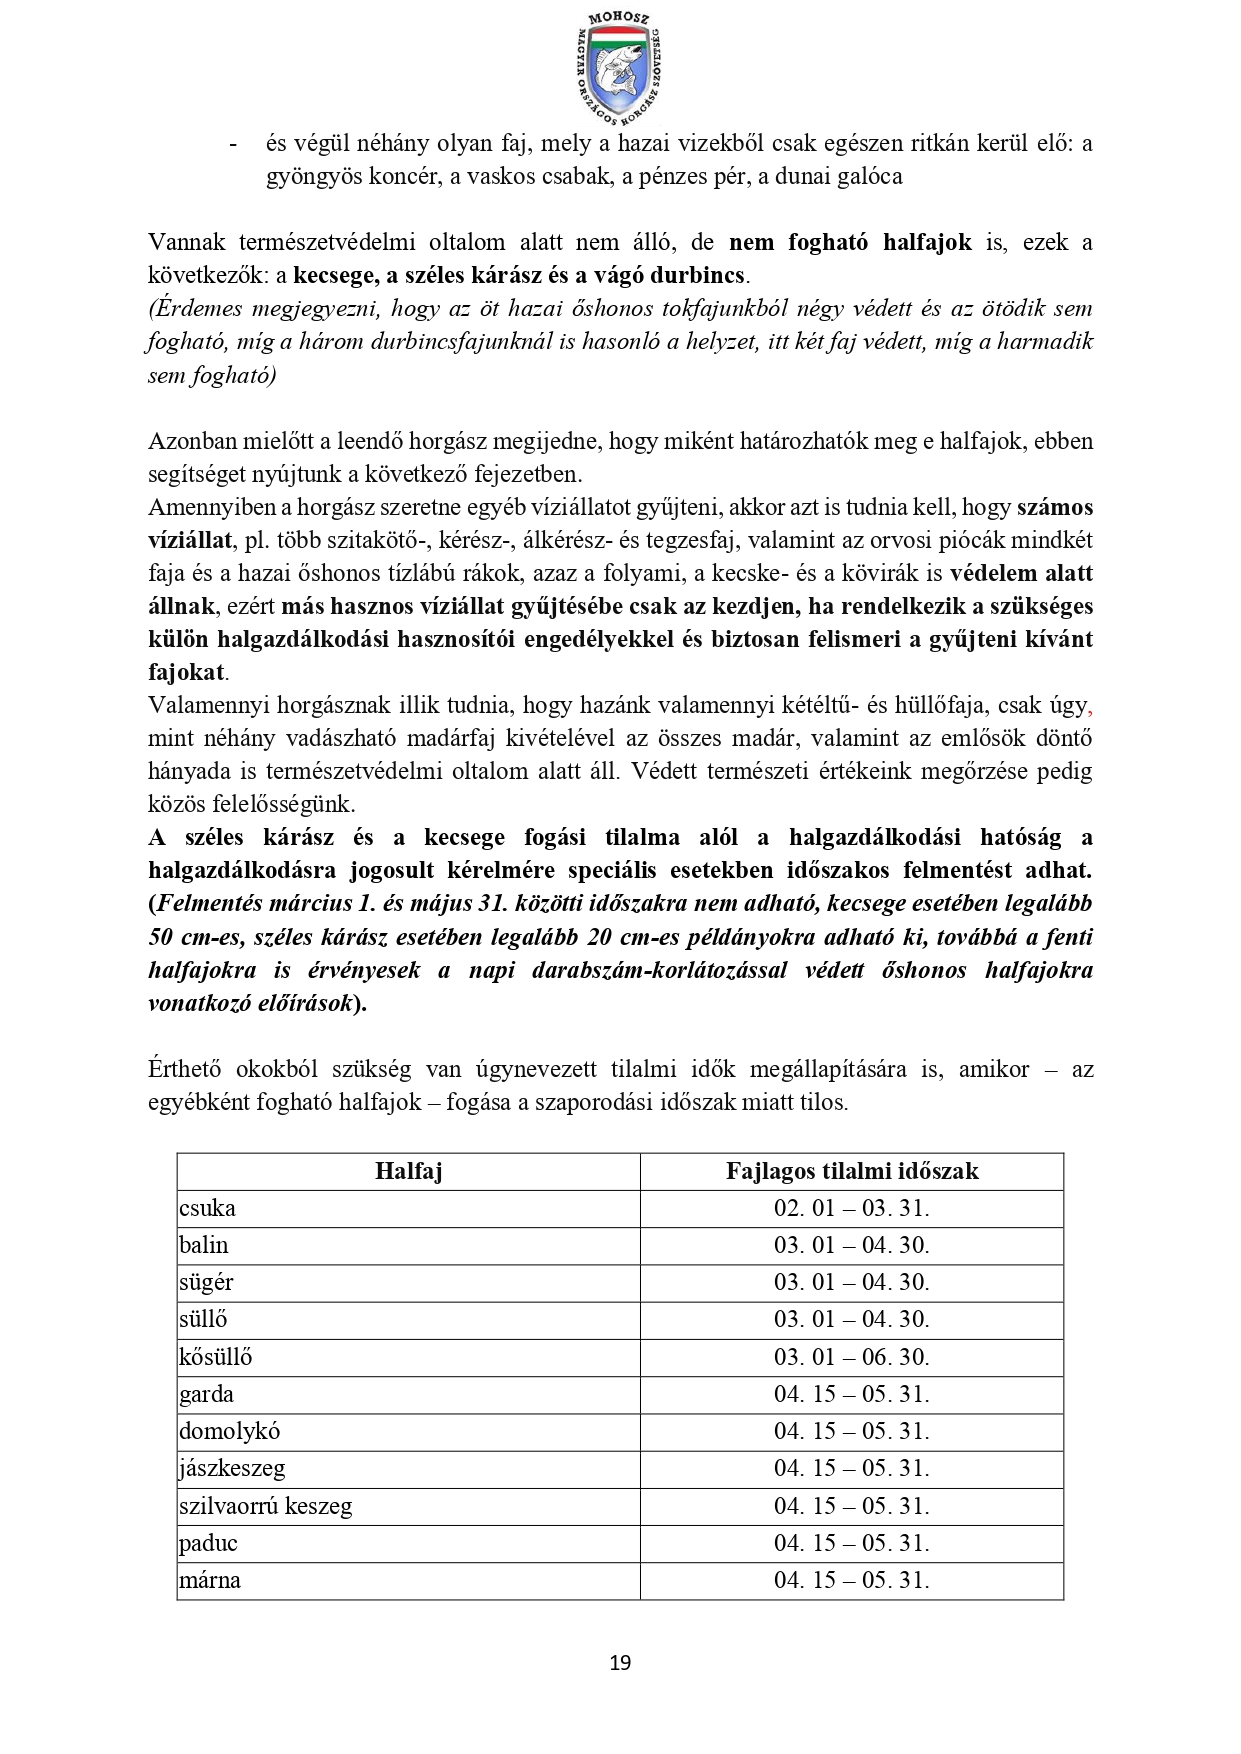 MOHOSZ
MAGYAR ORSZÁGOS HORGÁSZ SZÖVETSÉG
- és végül néhány olyan faj, mely a hazai vizekből csak egészen ritkán kerül elő: a
gyöngyös koncér, a vaskos csabak, a pénzes pér, a dunai galóca
Vannak természetvédelmi oltalom alatt nem álló, de nem fogható halfajok is, ezek a
következők: a kecsege, a széles kárász és a vágó durbincs.
(Érdemes megjegyezni, hogy az öt hazai őshonos tokfajunkból négy védett és az ötödik sem
fogható, míg a három durbincsfajunknál is hasonló a helyzet, itt két faj védett, míg a harmadik
sem fogható)
Azonban mielőtt a leendő horgász megijedne, hogy miként határozhatók meg e halfajok, ebben
segítséget nyújtunk a következő fejezetben.
Amennyiben a horgász szeretne egyéb víziállatot gyűjteni, akkor azt is tudnia kell, hogy számos
víziállat, pl. több szitakötő-, kérész-, álkérész- és tegzesfaj, valamint az orvosi piócák mindkét
faja és a hazai őshonos tízlábú rákok, azaz a folyami, a kecske- és a kövirák is védelem alatt
állnak, ezért más hasznos víziállat gyűjtésébe csak az kezdjen, ha rendelkezik a szükséges
külön halgazdálkodási hasznosítói engedélyekkel és biztosan felismeri a gyűjteni kívánt
fajokat.
Valamennyi horgásznak illik tudnia, hogy hazánk valamennyi kétéltű- és hüllőfaja, csak úgy,
mint néhány vadászható madárfaj kivételével az összes madár, valamint az emlősök döntő
hányada is természetvédelmi oltalom alatt áll. Védett természeti értékeink megőrzése pedig
közös felelősségünk.
A széles kárász és a kecsege fogási tilalma alól a halgazdálkodási hatóság a
halgazdálkodásra jogosult kérelmére speciális esetekben időszakos felmentést adhat.
(Felmentés március 1. és május 31. közötti időszakra nem adható, kecsege esetében legalább
50 cm-es, széles kárász esetében legalább 20 cm-es példányokra adható ki, továbbá a fenti
halfajokra is érvényesek a napi darabszám-korlátozással védett őshonos halfajokra
vonatkozó előírások).
Érthető okokból szükség van úgynevezett tilalmi idők megállapítására is, amikor – az
egyébként fogható halfajok – fogása a szaporodási időszak miatt tilos.
Halfaj Fajlagos tilalmi időszak
csuka 02. 01 – 03. 31.
balin 03. 01 – 04. 30.
sügér 03. 01 – 04. 30.
süllő 03. 01 – 04. 30.
kősüllő 03. 01 – 06. 30.
garda 04. 15 – 05. 31.
domolykó 04. 15 – 05. 31.
jászkeszeg 04. 15 – 05. 31.
szilvaorrú keszeg 04. 15 – 05. 31.
paduc 04. 15 – 05. 31.
márna 04. 15 – 05. 31.
19